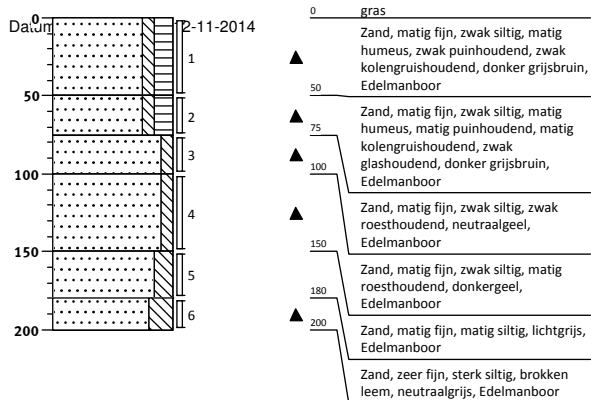 Datum
12-11-2014
0
50
100
150
200
1
2
3
4
5
6
0
gras
Zand, matig fijn, zwak siltig, matig
humeus, zwak puinhoudend, zwak
kolengruishoudend, donker grijsbruin,
Edelmanboor
50
Zand, matig fijn, zwak siltig, matig
humeus, matig puinhoudend, matig
kolengruishoudend, zwak
glashoudend, donker grijsbruin,
Edelmanboor
75
Zand, matig fijn, zwak siltig, zwak
roesthoudend, neutraalgeel,
Edelmanboor
100
Zand, matig fijn, zwak siltig, matig
roesthoudend, donkergeel,
Edelmanboor
150
Zand, matig fijn, matig siltig, lichtgrijs,
Edelmanboor
180
Zand, zeer fijn, sterk siltig, brokken
leem, neutraalgrijs, Edelmanboor
200